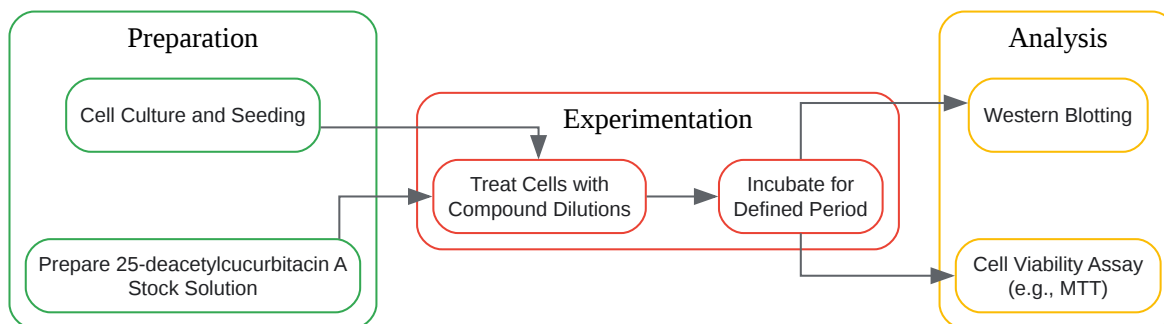 Preparation
Cell Culture and Seeding
Prepare 25-deacetylcucurbitacin A
Stock Solution
Experimentation
Treat Cells with
Compound Dilutions
Incubate for
Defined Period
Analysis
Western Blotting
Cell Viability Assay
(e.g., MTT)